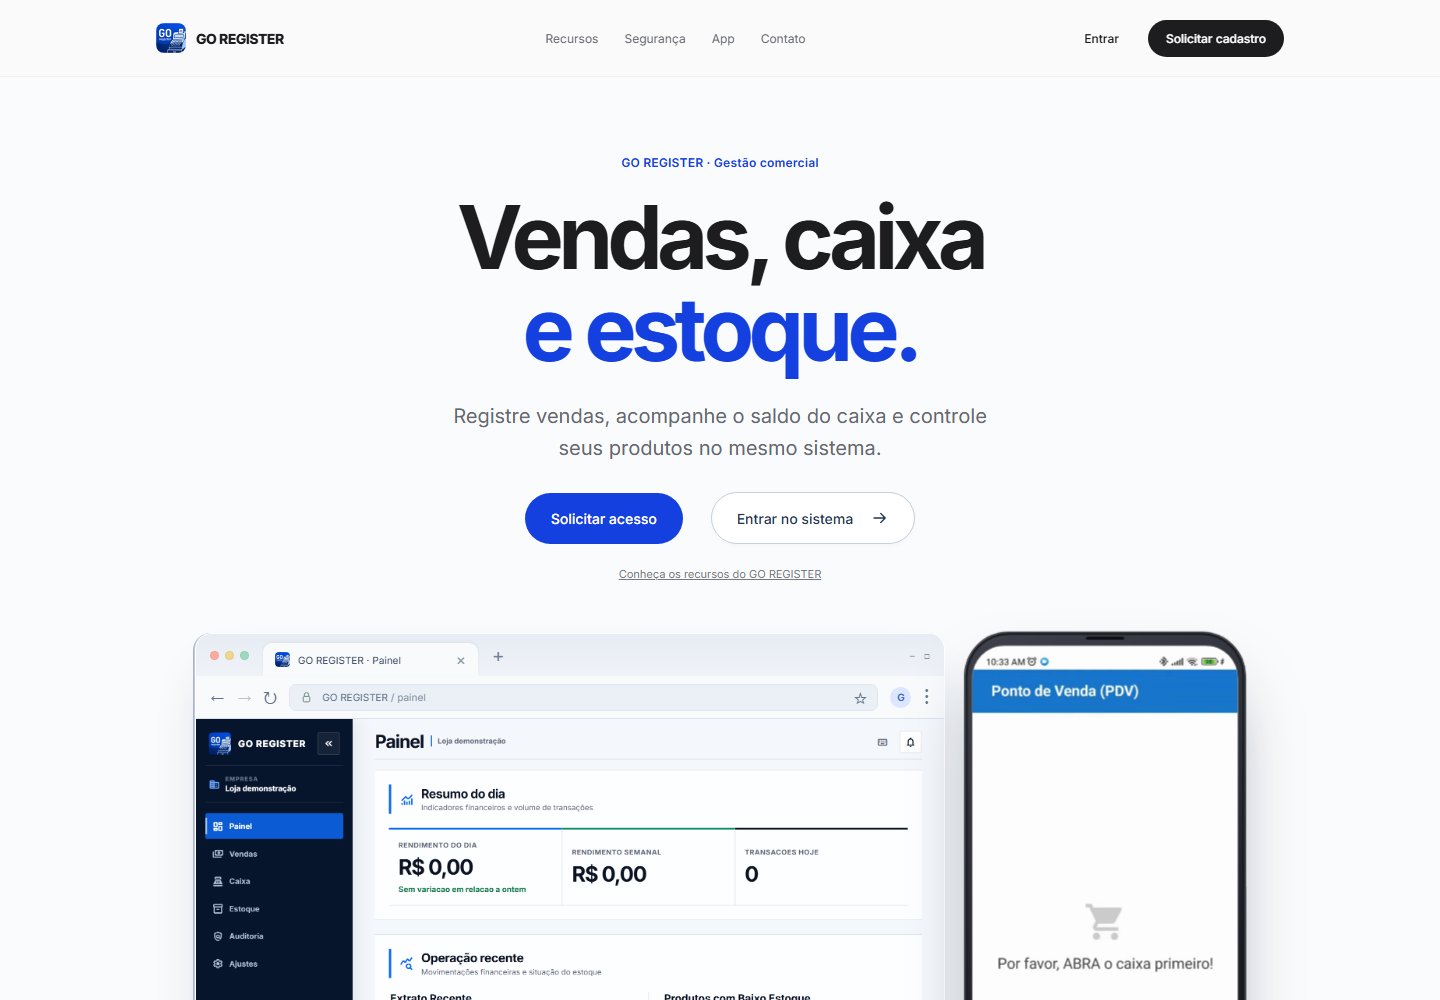 GO REGISTER
Recursos
Segurança
App
Contato
Entrar
Solicitar cadastro
GO REGISTER · Gestão comercial
Vendas, caixa
e estoque.
Registre vendas, acompanhe o saldo do caixa e controle
seus produtos no mesmo sistema.
Solicitar acesso
Entrar no sistema
Conheça os recursos do GO REGISTER
GO REGISTER · Painel
GO REGISTER / painel
G
GO REGISTER
EMPRESA
Loja demonstração
Painel
Vendas
Caixa
Estoque
Auditoria
Ajustes
Painel
Loja demonstração
Resumo do dia
Indicadores financeiros e volume de transações
RENDIMENTO DO DIA
R$ 0,00
Sem variacao em relacao a ontem
RENDIMENTO SEMANAL
R$ 0,00
TRANSACOES HOJE
0
Operação recente
Movimentações financeiras e situação do estoque
Extrato Recente
Produtos com Baixo Estoque
10:33 AM
Ponto de Venda (PDV)
Por favor, ABRA o caixa primeiro!